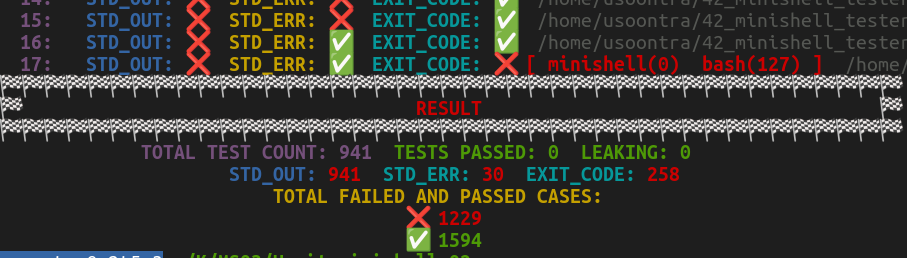 14: STD_OUT: ❌ STD_ERR: ❌ EXIT_CODE: ✅ /home/usoontra/42_minishell_tester
15: STD_OUT: ❌ STD_ERR: ❌ EXIT_CODE: ✅ /home/usoontra/42_minishell_tester
16: STD_OUT: ❌ STD_ERR: ✅ EXIT_CODE: ✅ /home/usoontra/42_minishell_tester
17: STD_OUT: ❌ STD_ERR: ✅ EXIT_CODE: ❌ [ minishell(0) bash(127) ] /home/
RESULT
TOTAL TEST COUNT: 941 TESTS PASSED: 0 LEAKING: 0
STD_OUT: 941 STD_ERR: 30 EXIT_CODE: 258
TOTAL FAILED AND PASSED CASES:
❌ 1229
✅ 1594